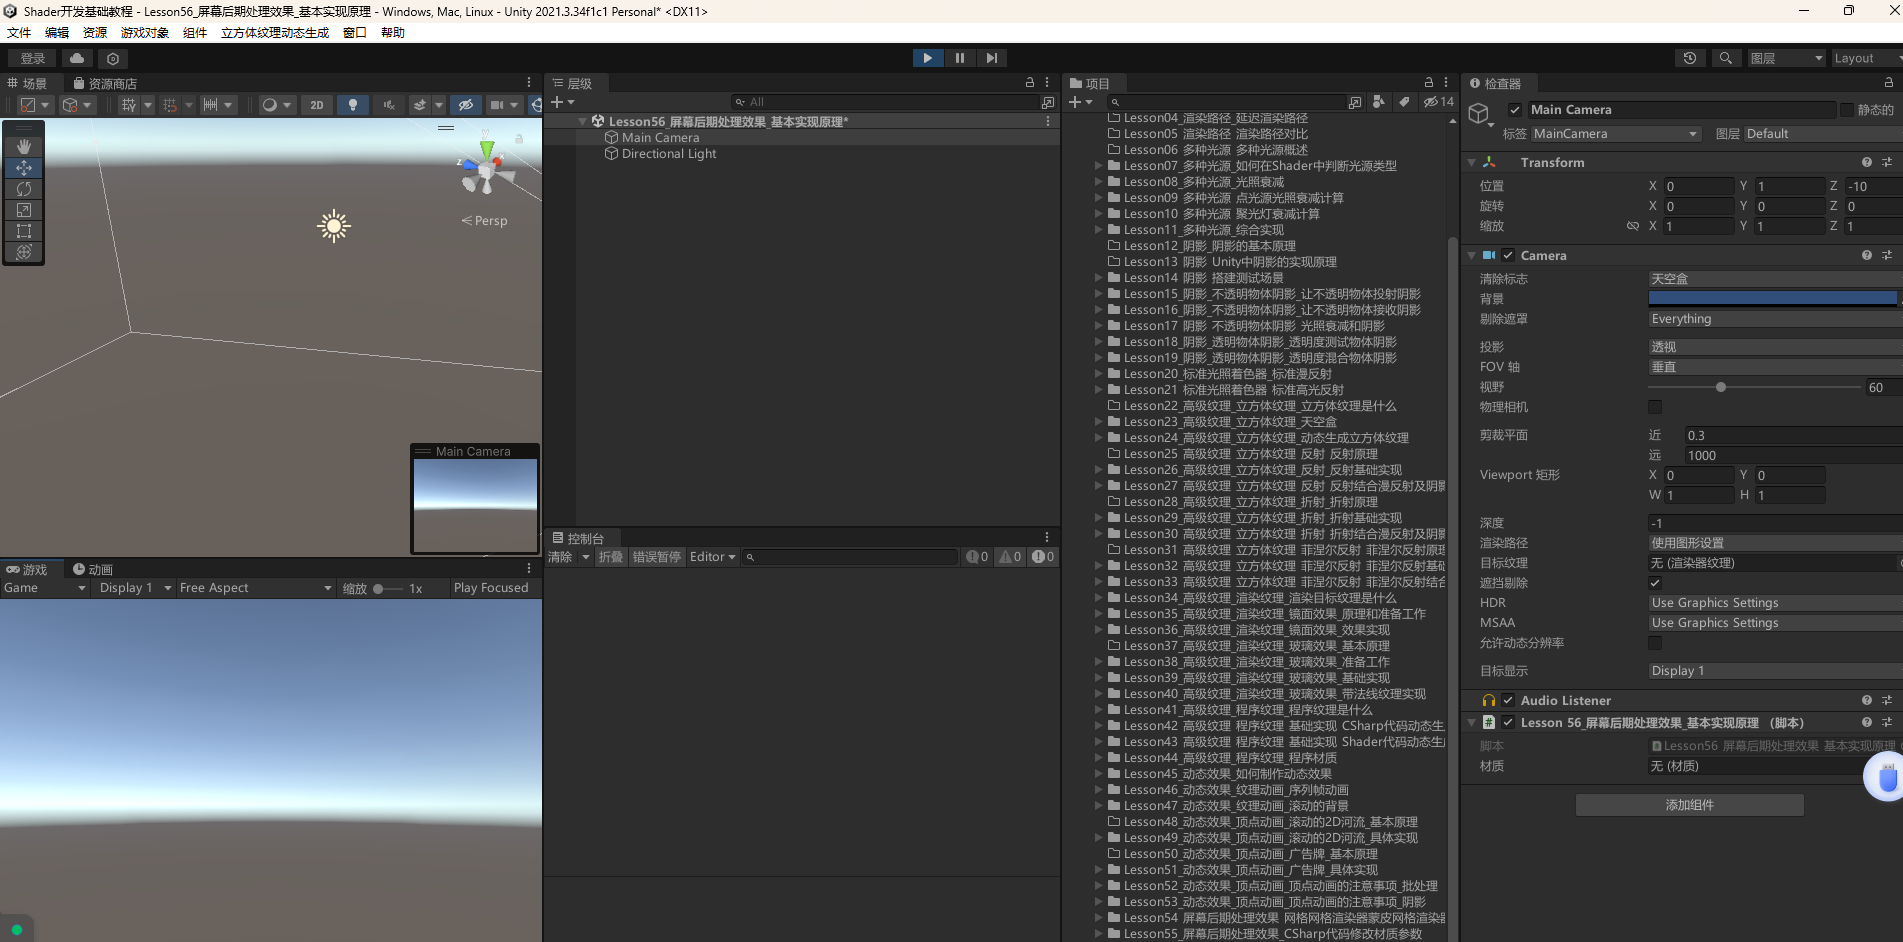 Shader开发基础教程 - Lesson56_屏幕后期处理效果_基本实现原理 - Windows, Mac, Linux - Unity 2021.3.34f1c1 Personal* <DX11>
文件 编辑 资源 游戏对象 组件 立方体纹理动态生成 窗口 帮助
登录
图层
Layout
场景
资源商店
2D
Persp
Main Camera
游戏
动画
Game
Display 1
Free Aspect
缩放
1x
Play Focused
层级
All
Lesson56_屏幕后期处理效果_基本实现原理*
Main Camera
Directional Light
控制台
清除
折叠
错误暂停
Editor
0
0
0
项目
14
Lesson04_渲染路径_延迟渲染路径
Lesson05_渲染路径_渲染路径对比
Lesson06_多种光源_多种光源概述
Lesson07_多种光源_如何在Shader中判断光源类型
Lesson08_多种光源_光照衰减
Lesson09_多种光源_点光源光照衰减计算
Lesson10_多种光源_聚光灯衰减计算
Lesson11_多种光源_综合实现
Lesson12_阴影_阴影的基本原理
Lesson13_阴影_Unity中阴影的实现原理
Lesson14_阴影_搭建测试场景
Lesson15_阴影_不透明物体阴影_让不透明物体投射阴影
Lesson16_阴影_不透明物体阴影_让不透明物体接收阴影
Lesson17_阴影_不透明物体阴影_光照衰减和阴影
Lesson18_阴影_透明物体阴影_透明度测试物体阴影
Lesson19_阴影_透明物体阴影_透明度混合物体阴影
Lesson20_标准光照着色器_标准漫反射
Lesson21_标准光照着色器_标准高光反射
Lesson22_高级纹理_立方体纹理_立方体纹理是什么
Lesson23_高级纹理_立方体纹理_天空盒
Lesson24_高级纹理_立方体纹理_动态生成立方体纹理
Lesson25_高级纹理_立方体纹理_反射_反射原理
Lesson26_高级纹理_立方体纹理_反射_反射基础实现
Lesson27_高级纹理_立方体纹理_反射_反射结合漫反射及阴影
Lesson28_高级纹理_立方体纹理_折射_折射原理
Lesson29_高级纹理_立方体纹理_折射_折射基础实现
Lesson30_高级纹理_立方体纹理_折射_折射结合漫反射及阴影
Lesson31_高级纹理_立方体纹理_菲涅尔反射_菲涅尔反射原理
Lesson32_高级纹理_立方体纹理_菲涅尔反射_菲涅尔反射基础
Lesson33_高级纹理_立方体纹理_菲涅尔反射_菲涅尔反射结合
Lesson34_高级纹理_渲染纹理_渲染目标纹理是什么
Lesson35_高级纹理_渲染纹理_镜面效果_原理和准备工作
Lesson36_高级纹理_渲染纹理_镜面效果_效果实现
Lesson37_高级纹理_渲染纹理_玻璃效果_基本原理
Lesson38_高级纹理_渲染纹理_玻璃效果_准备工作
Lesson39_高级纹理_渲染纹理_玻璃效果_基础实现
Lesson40_高级纹理_渲染纹理_玻璃效果_带法线纹理实现
Lesson41_高级纹理_程序纹理_程序纹理是什么
Lesson42_高级纹理_程序纹理_基础实现_CSharp代码动态生
Lesson43_高级纹理_程序纹理_基础实现_Shader代码动态生
Lesson44_高级纹理_程序纹理_程序材质
Lesson45_动态效果_如何制作动态效果
Lesson46_动态效果_纹理动画_序列帧动画
Lesson47_动态效果_纹理动画_滚动的背景
Lesson48_动态效果_顶点动画_滚动的2D河流_基本原理
Lesson49_动态效果_顶点动画_滚动的2D河流_具体实现
Lesson50_动态效果_顶点动画_广告牌_基本原理
Lesson51_动态效果_顶点动画_广告牌_具体实现
Lesson52_动态效果_顶点动画_顶点动画的注意事项_批处理
Lesson53_动态效果_顶点动画_顶点动画的注意事项_阴影
Lesson54_屏幕后期处理效果_网格网格渲染器蒙皮网格渲染器
Lesson55_屏幕后期处理效果_CSharp代码修改材质参数
检查器
Main Camera
静态的
标签 MainCamera 图层 Default
Transform
位置 X 0 Y 1 Z -10
旋转 X 0 Y 0 Z 0
缩放 X 1 Y 1 Z 1
Camera
清除标志 天空盒
背景
剔除遮罩 Everything
投影 透视
FOV 轴 垂直
视野 60
物理相机
剪裁平面 近 0.3
远 1000
Viewport 矩形 X 0 Y 0
W 1 H 1
深度 -1
渲染路径 使用图形设置
目标纹理 无 (渲染器纹理)
遮挡剔除
HDR Use Graphics Settings
MSAA Use Graphics Settings
允许动态分辨率
目标显示 Display 1
Audio Listener
Lesson 56_屏幕后期处理效果_基本实现原理 （脚本）
脚本 Lesson56_屏幕后期处理效果_基本实现原理
材质 无 (材质)
添加组件